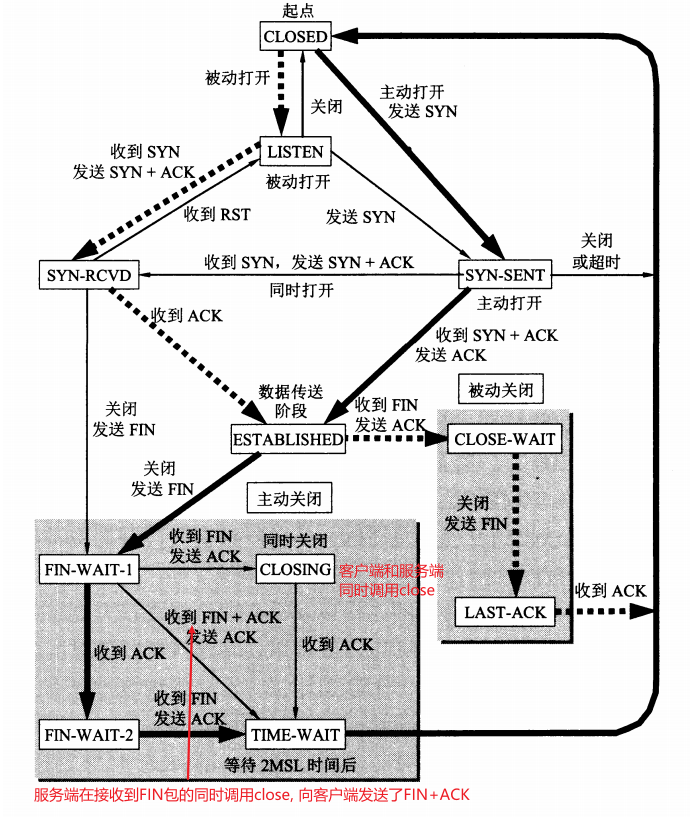 起点
CLOSED
被动打开
关闭
主动打开
发送 SYN
收到 SYN
发送 SYN + ACK
LISTEN
被动打开
收到 RST
发送 SYN
SYN-RCVD
收到 SYN，发送 SYN + ACK
同时打开
SYN-SENT
主动打开
关闭
或超时
收到 ACK
收到 SYN + ACK
发送 ACK
关闭
发送 FIN
数据传送
阶段
ESTABLISHED
收到 FIN
发送 ACK
被动关闭
CLOSE-WAIT
关闭
发送 FIN
主动关闭
关闭
发送 FIN
LAST-ACK
收到 ACK
FIN-WAIT-1
收到 FIN
发送 ACK
同时关闭
CLOSING
客户端和服务端
同时调用close
收到 FIN + ACK
发送 ACK
收到 ACK
收到 ACK
收到 FIN
发送 ACK
FIN-WAIT-2
TIME-WAIT
等待 2MSL 时间后
服务端在接收到FIN包的同时调用close, 向客户端发送了FIN+ACK